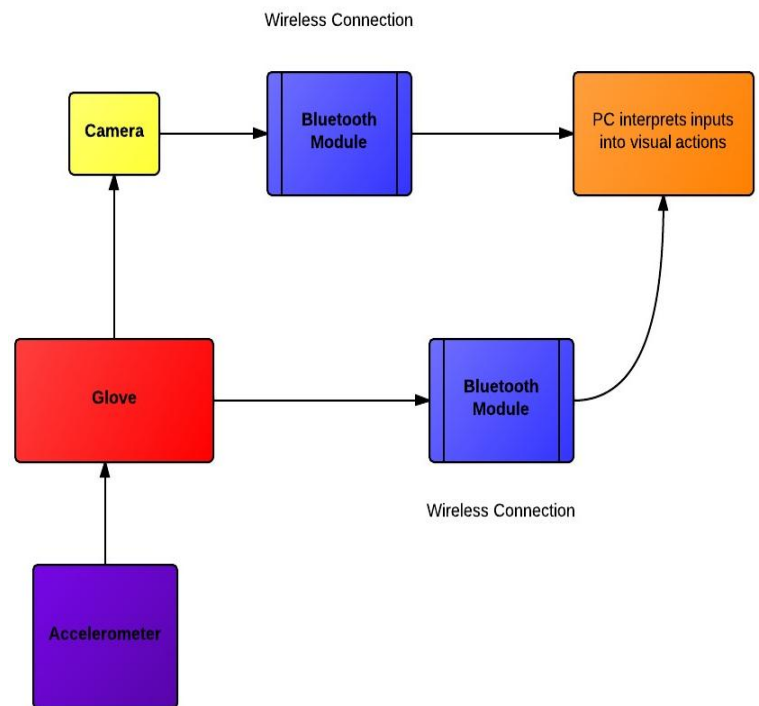 Wireless Connection
Camera
Bluetooth
Module
PC interprets inputs
into visual actions
Glove
Bluetooth
Module
Wireless Connection
Accelerometer